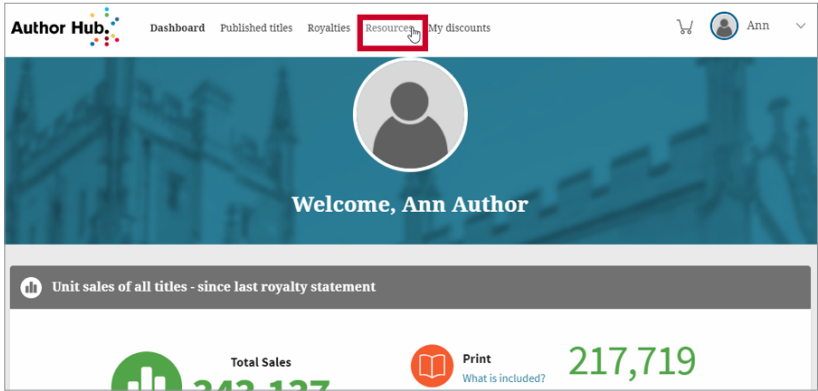 Author Hub. Dashboard Published titles Royalties Resources My discounts Ann
Welcome, Ann Author
Unit sales of all titles - since last royalty statement
Total Sales
Print
What is included?
217,719